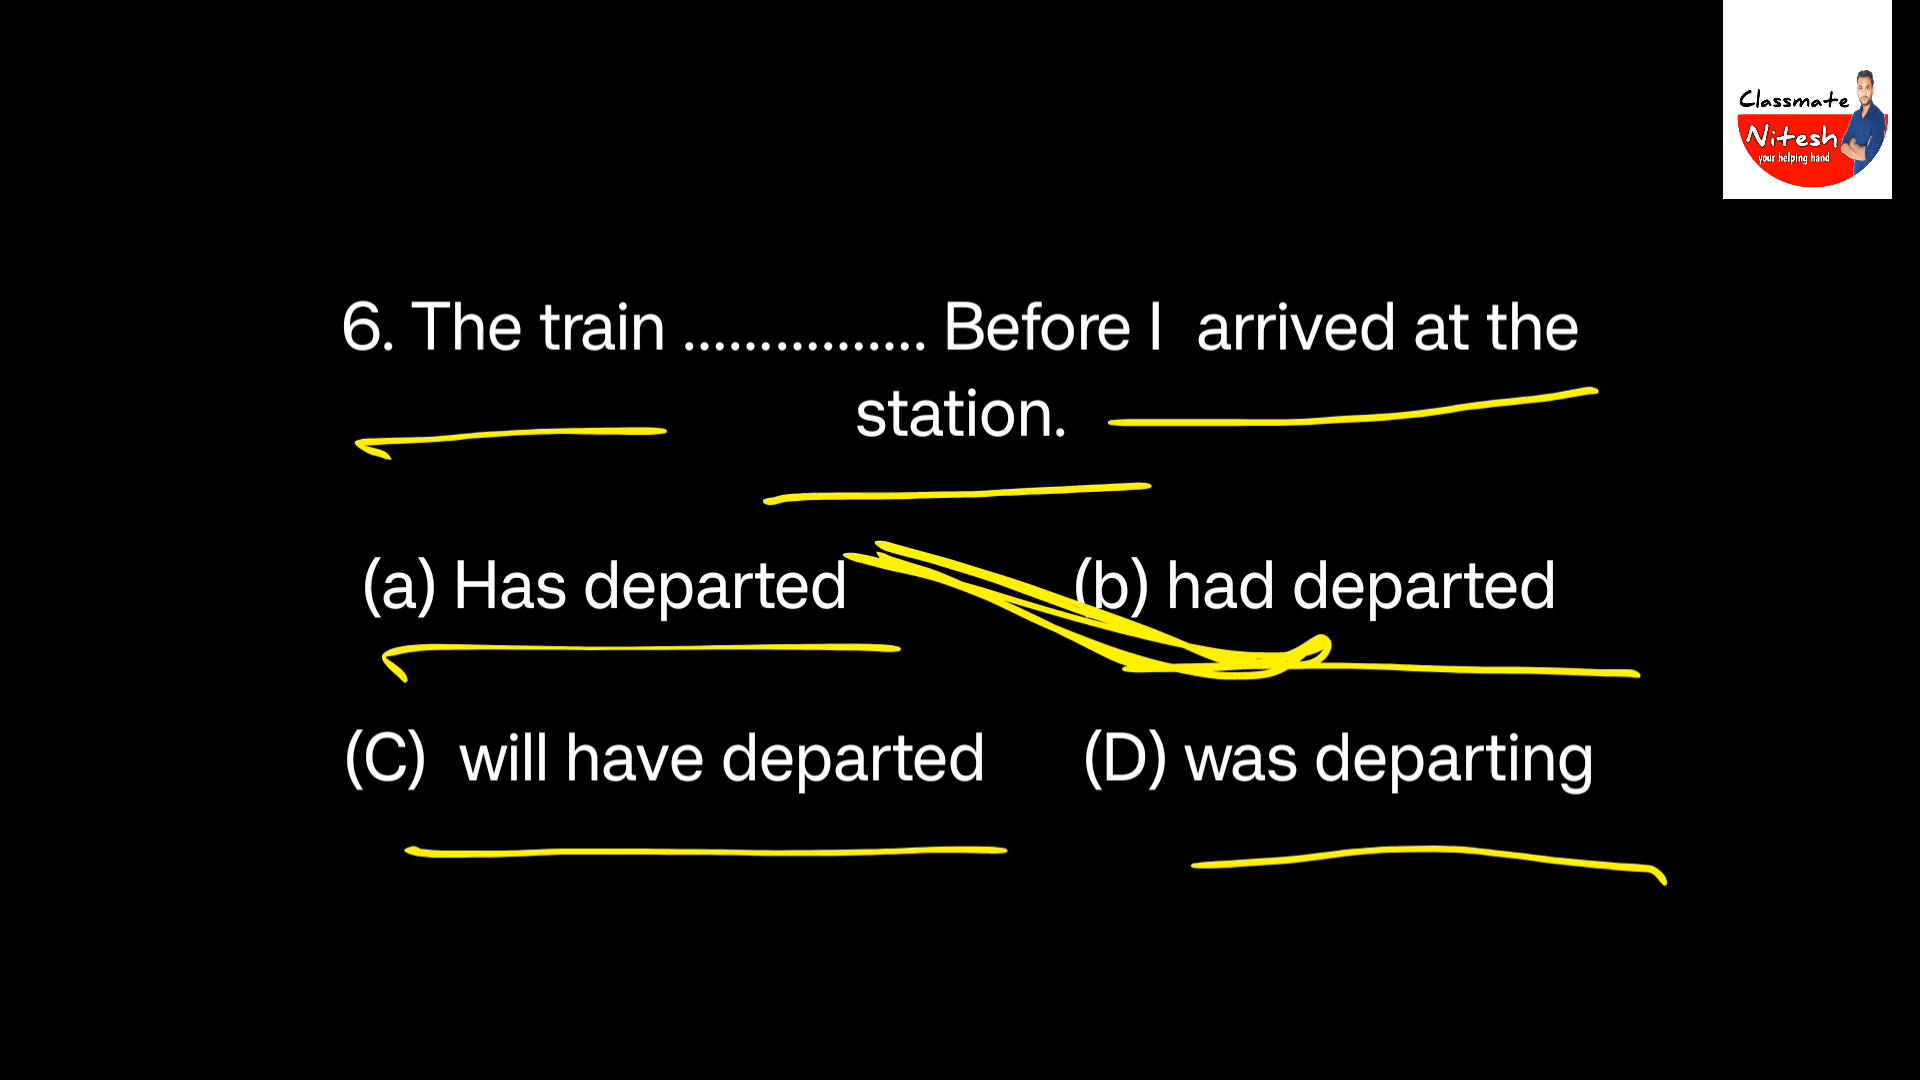 Classmate
Nitesh
your helping hand
6. The train ............... Before I arrived at the
station.
(a) Has departed (b) had departed
(C) will have departed (D) was departing